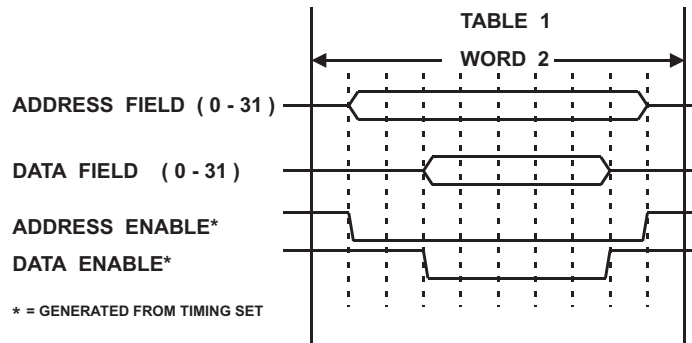 TABLE 1
WORD 2
ADDRESS FIELD ( 0 - 31 )
DATA FIELD ( 0 - 31 )
ADDRESS ENABLE*
DATA ENABLE*
* = GENERATED FROM TIMING SET